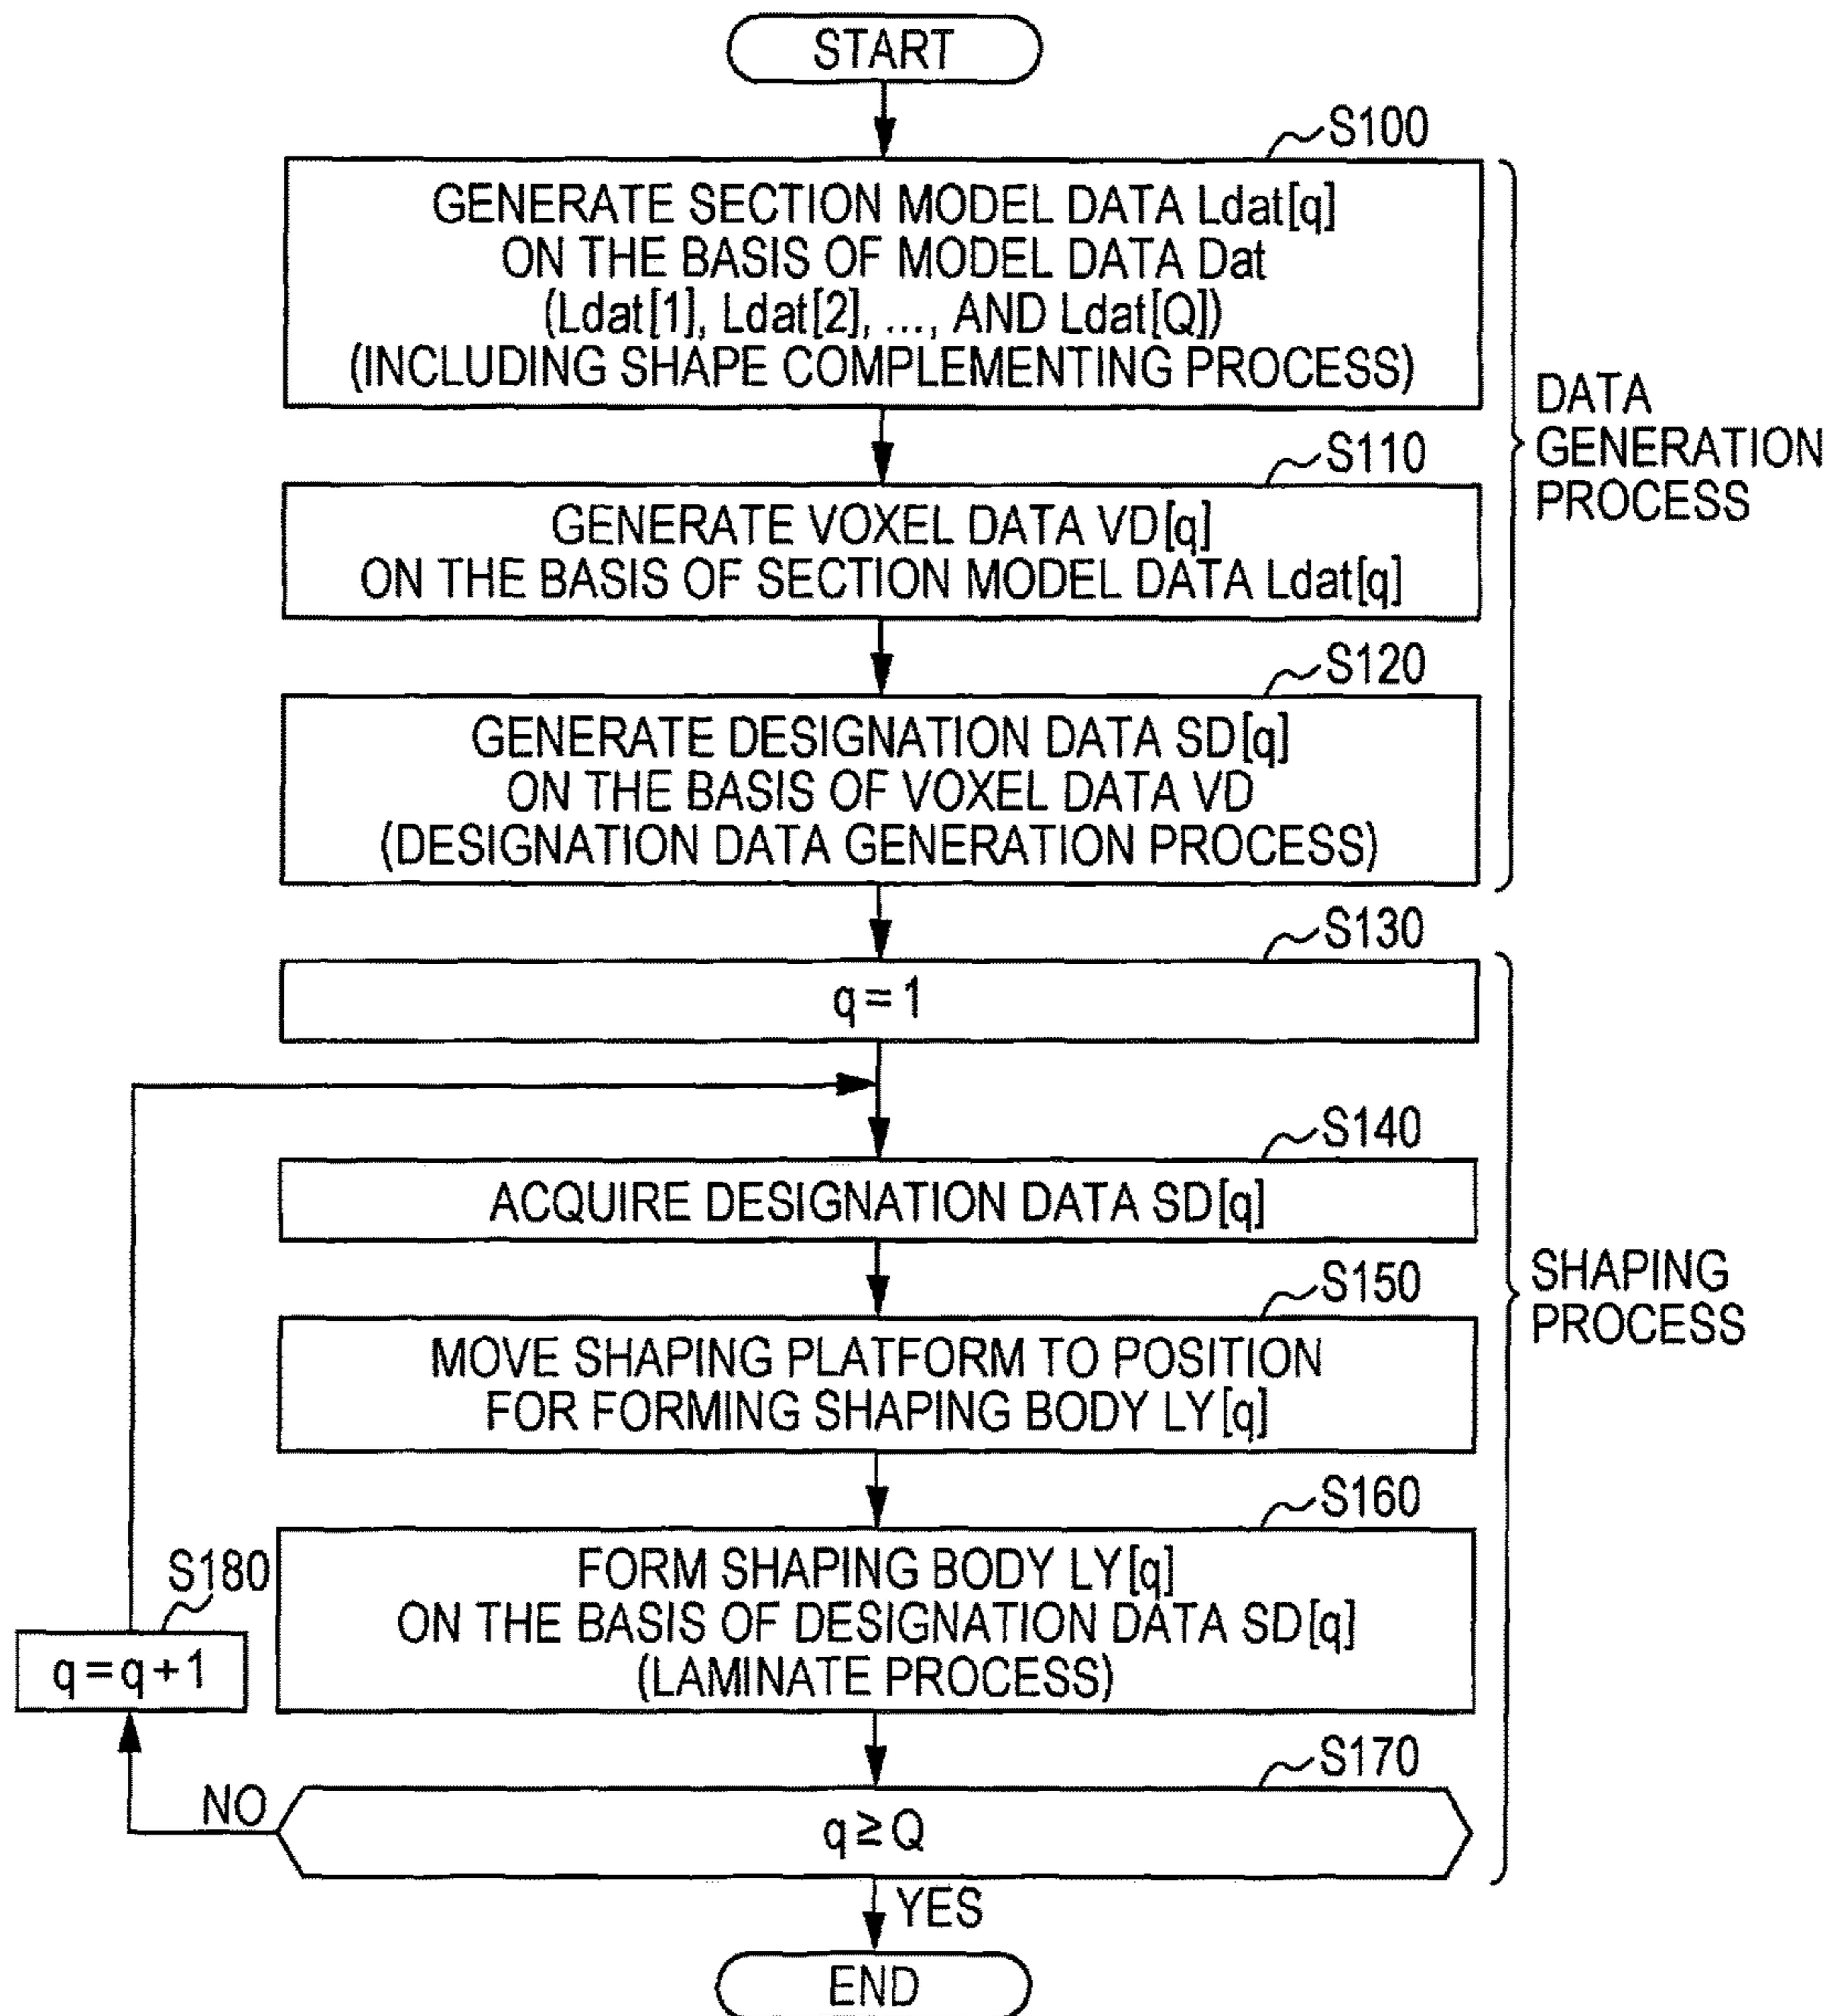 START
S100
GENERATE SECTION MODEL DATA Ldat[q]
ON THE BASIS OF MODEL DATA Dat
(Ldat[1], Ldat[2], ..., AND Ldat[Q])
(INCLUDING SHAPE COMPLEMENTING PROCESS)
DATA
GENERATION
PROCESS
S110
GENERATE VOXEL DATA VD[q]
ON THE BASIS OF SECTION MODEL DATA Ldat[q]
S120
GENERATE DESIGNATION DATA SD[q]
ON THE BASIS OF VOXEL DATA VD
(DESIGNATION DATA GENERATION PROCESS)
S130
q = 1
S140
ACQUIRE DESIGNATION DATA SD[q]
SHAPING
PROCESS
S150
MOVE SHAPING PLATFORM TO POSITION
FOR FORMING SHAPING BODY LY[q]
S160
FORM SHAPING BODY LY[q]
ON THE BASIS OF DESIGNATION DATA SD[q]
(LAMINATE PROCESS)
S180
q = q + 1
S170
NO
q ≥ Q
YES
END